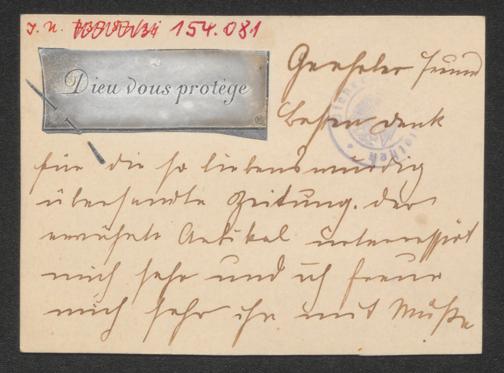 I. N. 154.081
Dieu vous protège
Geehrter Freund
Besten Dank
für die so liebenswürdig
übersandte Zeitung. der
erwähnte Artikel interessirt
mich sehr und ich freue
mich sehr ihn mit Muße